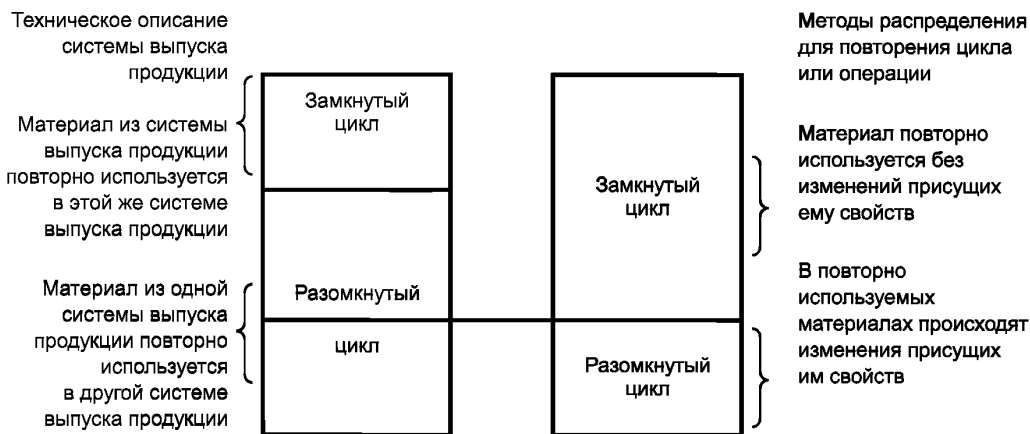 Техническое описание
системы выпуска
продукции
Материал из системы
выпуска продукции
повторно используется
в этой же системе
выпуска продукции
Материал из одной
системы выпуска
продукции повторно
используется
в другой системе
выпуска продукции
Замкнутый
цикл
Разомкнутый
цикл
Замкнутый
цикл
Разомкнутый
цикл
Методы распределения
для повторения цикла
или операции
Материал повторно
используется без
изменений присущих
ему свойств
В повторно
используемых
материалах происходят
изменения присущих
им свойств